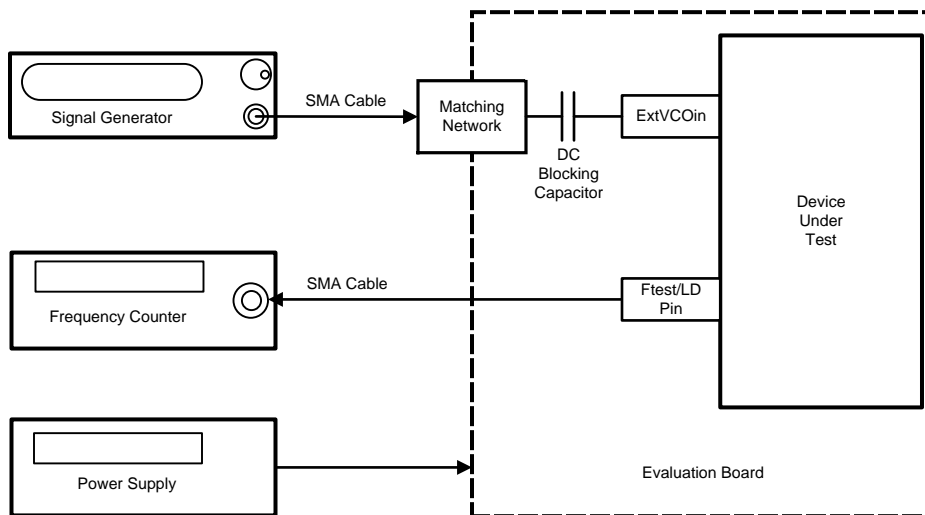 Signal Generator
SMA Cable
Matching
Network
DC
Blocking
Capacitor
ExtVCOin
Device
Under
Test
Frequency Counter
SMA Cable
Ftest/LD
Pin
Power Supply
Evaluation Board